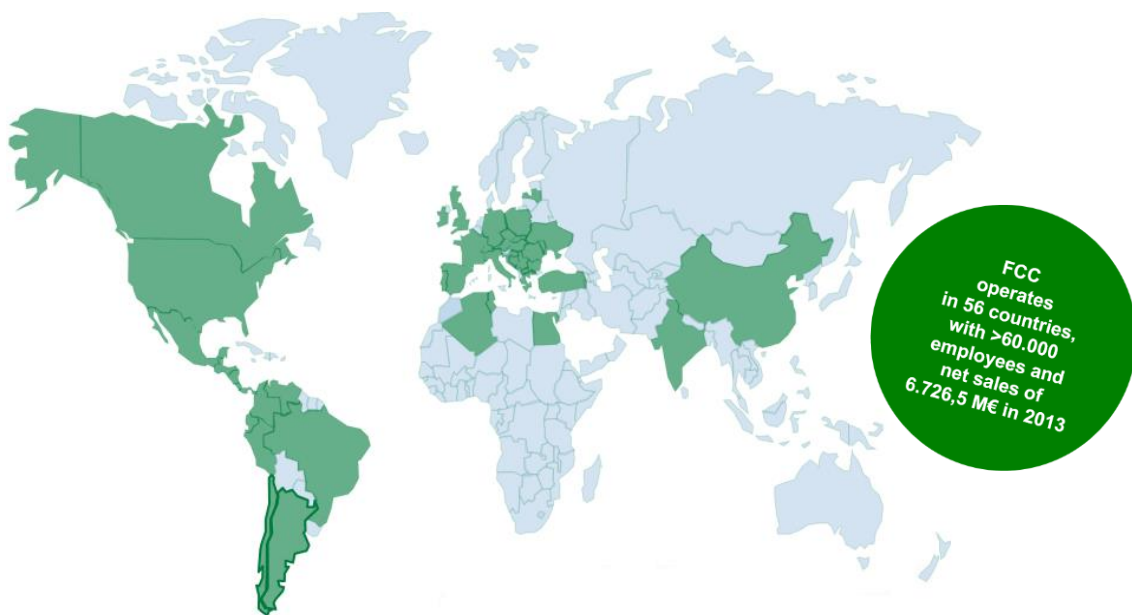 FCC
operates
in 56 countries,
with >60.000
employees and
net sales of
6.726,5 M€ in 2013